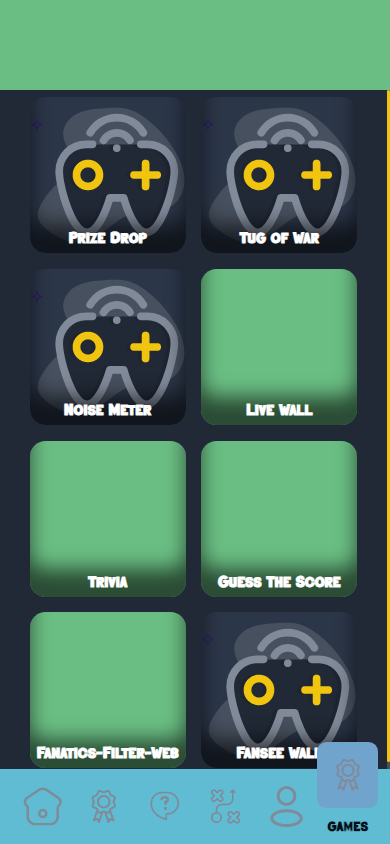 Prize Drop
Tug of War
Noise Meter
Live Wall
Trivia
Guess The Score
Fanatics-Filter-Web
GAMES